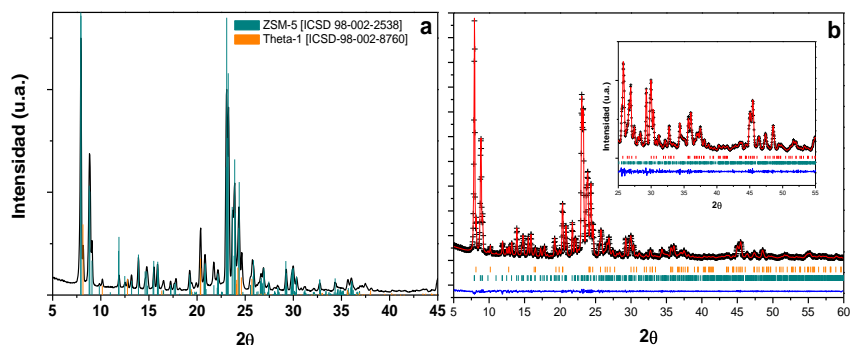 ZSM-5 [ICSD 98-002-2538]
Theta-1 [ICSD-98-002-8760]
a
Intensidad (u.a.)
5 10 15 20 25 30 35 40 45
2θ
b
Intensidad (u.a.)
25 30 35 40 45 50 55
2θ
5 10 15 20 25 30 35 40 45 50 55 60
2θ